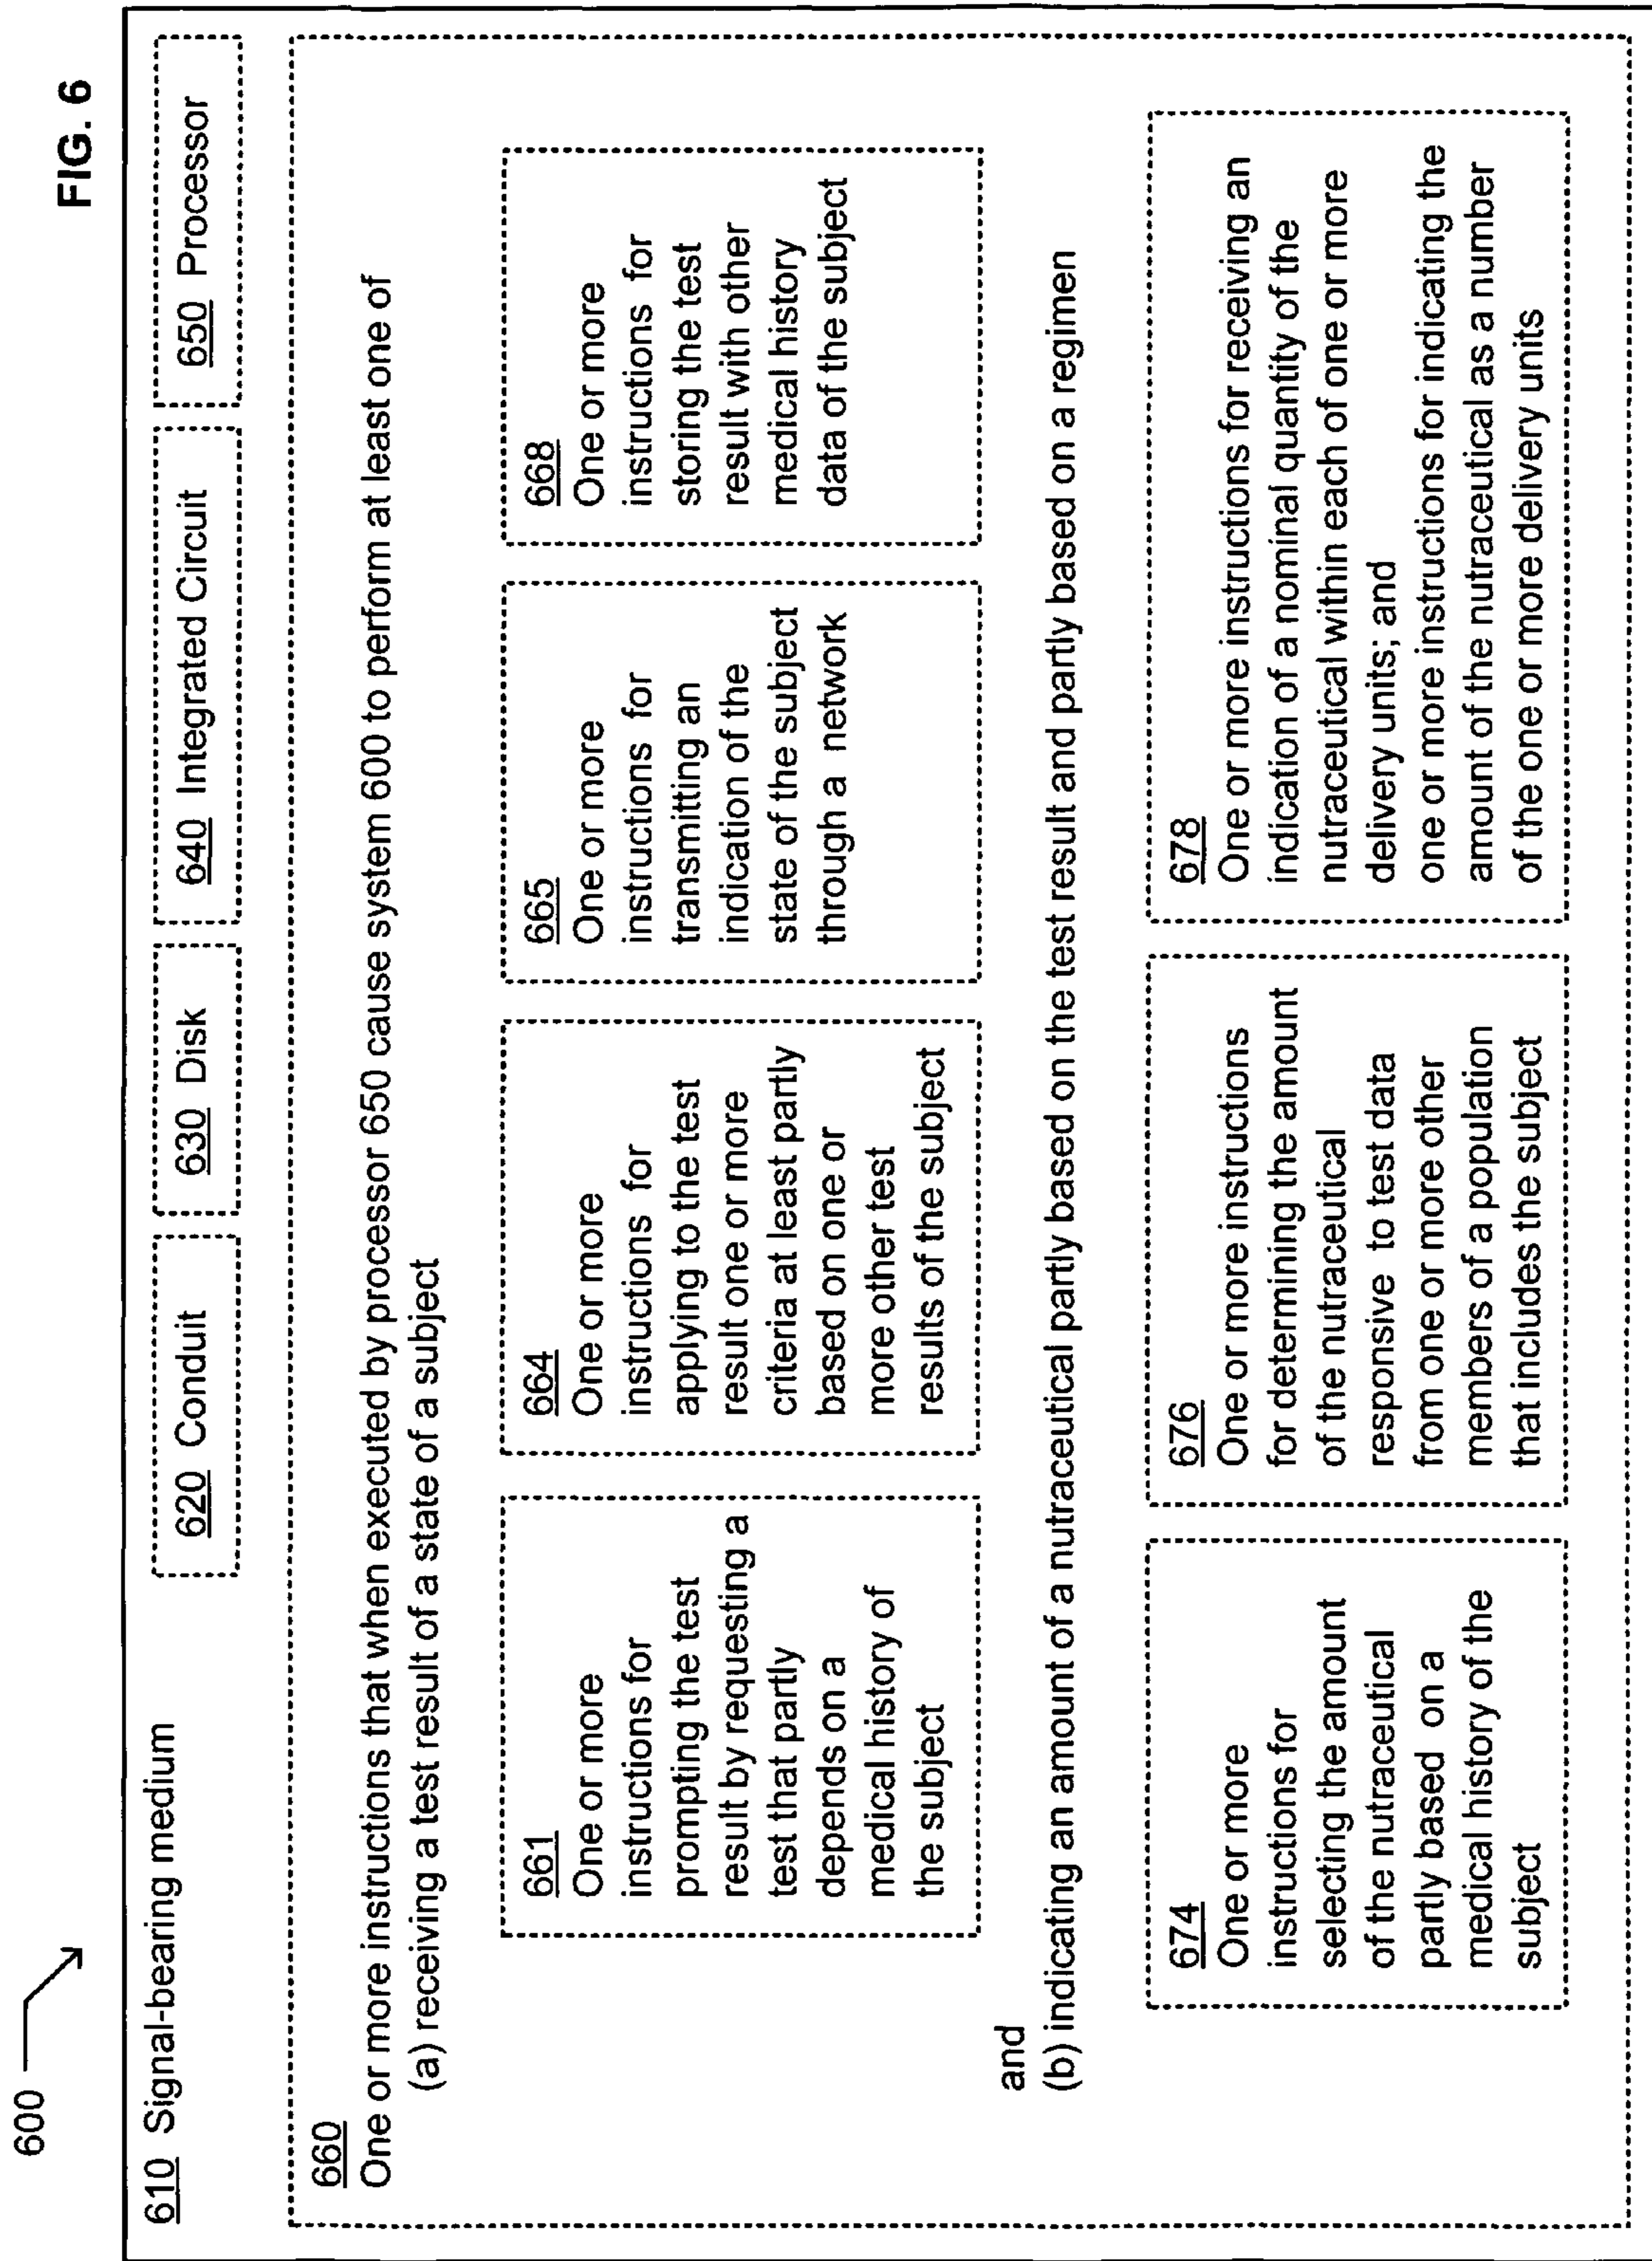 600
FIG. 6
610 Signal-bearing medium
620 Conduit
630 Disk
640 Integrated Circuit
650 Processor
660
One or more instructions that when executed by processor 650 cause system 600 to perform at least one of
(a) receiving a test result of a state of a subject
661
One or more
instructions for
prompting the test
result by requesting a
test that partly
depends on a
medical history of
the subject
664
One or more
instructions for
applying to the test
result one or more
criteria at least partly
based on one or
more other test
results of the subject
665
One or more
instructions for
transmitting an
indication of the
state of the subject
through a network
668
One or more
instructions for
storing the test
result with other
medical history
data of the subject
and
(b) indicating an amount of a nutraceutical partly based on the test result and partly based on a regimen
674
One or more
instructions for
selecting the amount
of the nutraceutical
partly based on a
medical history of the
subject
676
One or more instructions
for determining the amount
of the nutraceutical
responsive to test data
from one or more other
members of a population
that includes the subject
678
One or more instructions for receiving an
indication of a nominal quantity of the
nutraceutical within each of one or more
delivery units; and
one or more instructions for indicating the
amount of the nutraceutical as a number
of the one or more delivery units